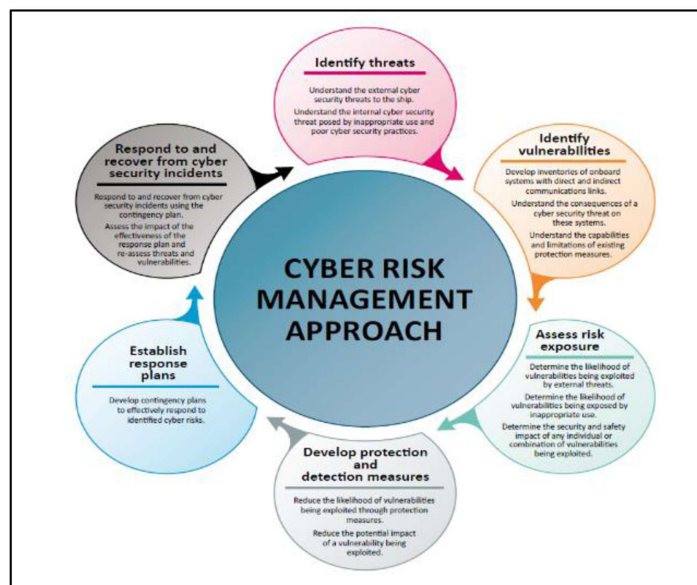 Identify threats
Understand the external cyber
security threats to the ship.
Understand the internal cyber security
threat posed by inappropriate use and
poor cyber security practices.
Identify
vulnerabilities
Develop inventories of onboard
systems with direct and indirect
communications links.
Understand the consequences of a
cyber security threat on
these systems.
Understand the capabilities
and limitations of existing
protection measures.
Assess risk
exposure
Determine the likelihood of
vulnerabilities being exploited
by external threats.
Determine the likelihood of
vulnerabilities being exposed by
inappropriate use.
Determine the security and safety
impact of any individual or
combination of vulnerabilities
being exploited.
Develop protection
and
detection measures
Reduce the likelihood of vulnerabilities
being exploited through protection
measures.
Reduce the potential impact
of a vulnerability being
exploited.
Establish
response
plans
Develop contingency plans
to effectively respond to
identified cyber risks.
Respond to and
recover from cyber
security incidents
Respond to and recover from cyber
security incidents using the
contingency plan.
Assess the impact of the
effectiveness of the
response plan and
re-assess threats and
vulnerabilities.
CYBER RISK
MANAGEMENT
APPROACH